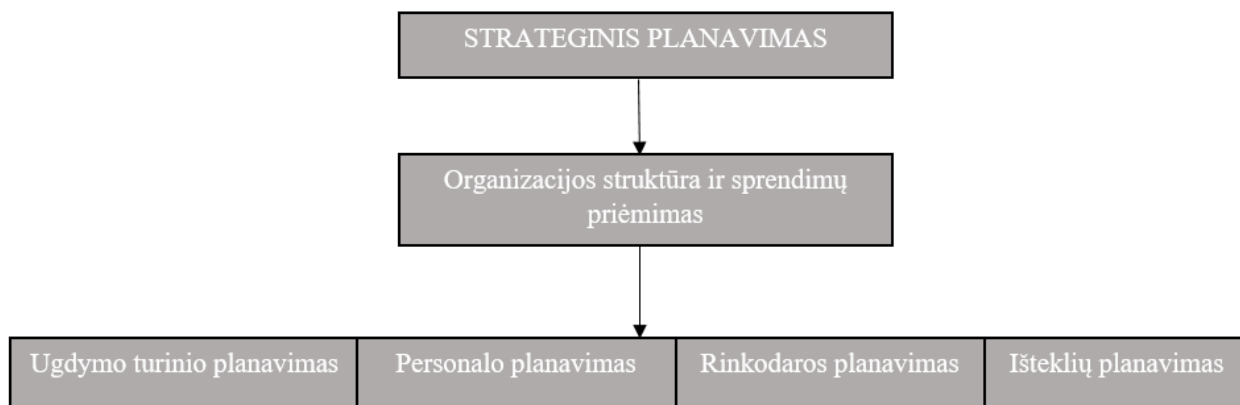 STRATEGINIS PLANAVIMAS
Organizacijos struktūra ir sprendimų
priėmimas
Ugdymo turinio planavimas
Personalo planavimas
Rinkodaros planavimas
Išteklių planavimas